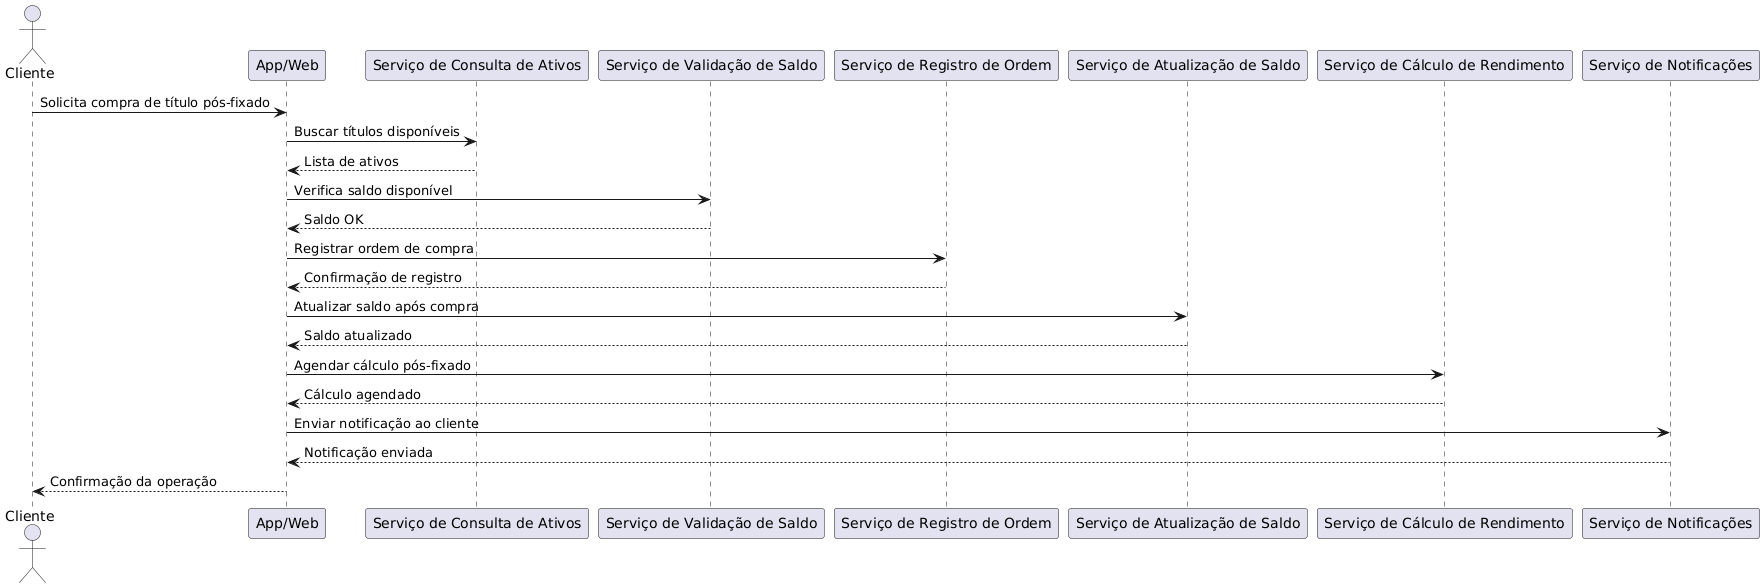 Cliente
App/Web
Serviço de Consulta de Ativos
Serviço de Validação de Saldo
Serviço de Registro de Ordem
Serviço de Atualização de Saldo
Serviço de Cálculo de Rendimento
Serviço de Notificações
Solicita compra de título pós-fixado
Buscar títulos disponíveis
Lista de ativos
Verifica saldo disponível
Saldo OK
Registrar ordem de compra
Confirmação de registro
Atualizar saldo após compra
Saldo atualizado
Agendar cálculo pós-fixado
Cálculo agendado
Enviar notificação ao cliente
Notificação enviada
Confirmação da operação
Cliente
App/Web
Serviço de Consulta de Ativos
Serviço de Validação de Saldo
Serviço de Registro de Ordem
Serviço de Atualização de Saldo
Serviço de Cálculo de Rendimento
Serviço de Notificações